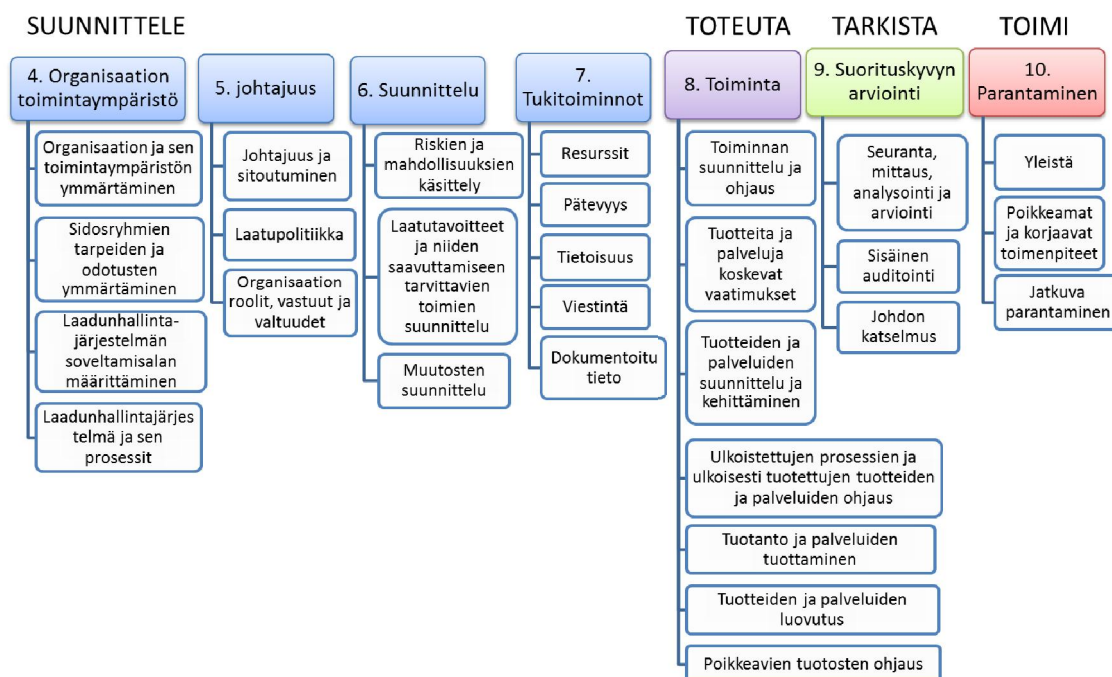 SUUNNITTELE
TOTEUTA
TARKISTA
TOIMI
4. Organisaation
toimintaympäristö
Organisaatio ja sen
toimintaympäristön
ymmärtäminen
Sidosryhmien
tarpeiden ja
odotusten
ymmärtäminen
Laadunhallinta-
järjestelmän
soveltamisalan
määrittäminen
Laadunhallintajärjes
telmä ja sen
prosessit
5. johtajuus
Johtajuus ja
sitoutuminen
Laatupolitiikka
Organisaation
roolit, vastuut ja
valtuudet
6. Suunnittelu
Riskien ja
mahdollisuuksien
käsittely
Laatutavoitteet
ja niiden
saavuttamiseen
tarvittavien
toimien
suunnittelu
Muutosten
suunnittelu
7.
Tukitoiminnot
Resurssit
Pätevyys
Tietoisuus
Viestintä
Dokumentoitu
tieto
8. Toiminta
Toiminnan
suunnittelu ja
ohjaus
Tuotteita ja
palveluja
koskevat
vaatimukset
Tuotteiden ja
palveluiden
suunnittelu ja
kehittäminen
Ulkoistettujen prosessien ja
ulkoisesti tuotettujen tuotteiden
ja palveluiden ohjaus
Tuotanto ja palveluiden
tuottaminen
Tuotteiden ja palveluiden
luovutus
Poikkeavien tuotosten ohjaus
9. Suorituskyvyn
arviointi
Seuranta,
mittaus,
analysointi ja
arviointi
Sisäinen
auditointi
Johdon
katselmus
10.
Parantaminen
Yleistä
Poikkeamat
ja korjaavat
toimenpiteet
Jatkuva
parantaminen